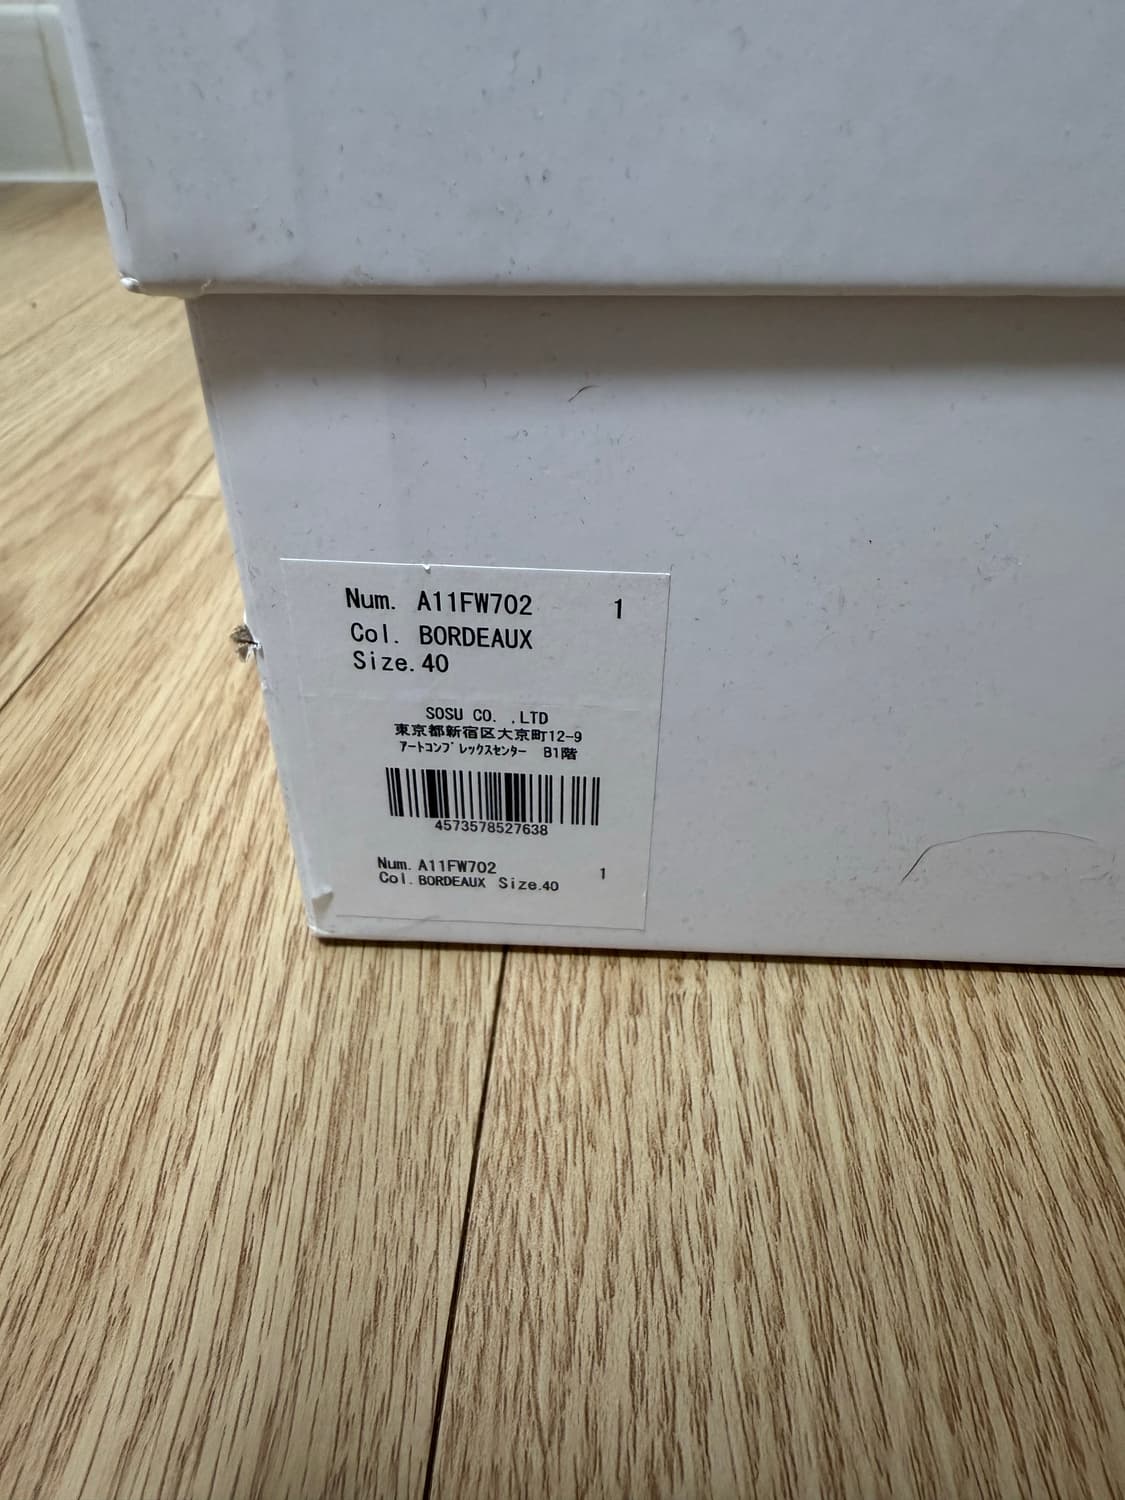 Num. A11FW702 1
Col. BORDEAUX
Size. 40
SOSU CO. ,LTD
東京都新宿区大京町12-9
ｱｰﾄｺﾝﾌﾟﾚｯｸｽｾﾝﾀｰ B1階
4573578527638
Num. A11FW702 1
Col. BORDEAUX Size.40